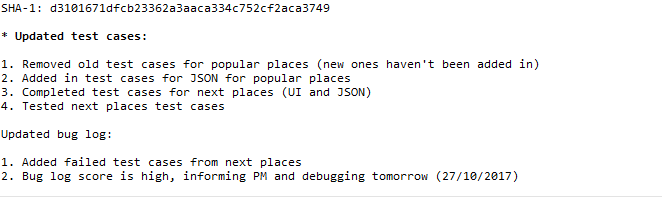 SHA-1: d3101671dfcb23362a3aaca334c752cf2aca3749
* Updated test cases:
1. Removed old test cases for popular places (new ones haven't been added in)
2. Added in test cases for JSON for popular places
3. Completed test cases for next places (UI and JSON)
4. Tested next places test cases
Updated bug log:
1. Added failed test cases from next places
2. Bug log score is high, informing PM and debugging tomorrow (27/10/2017)